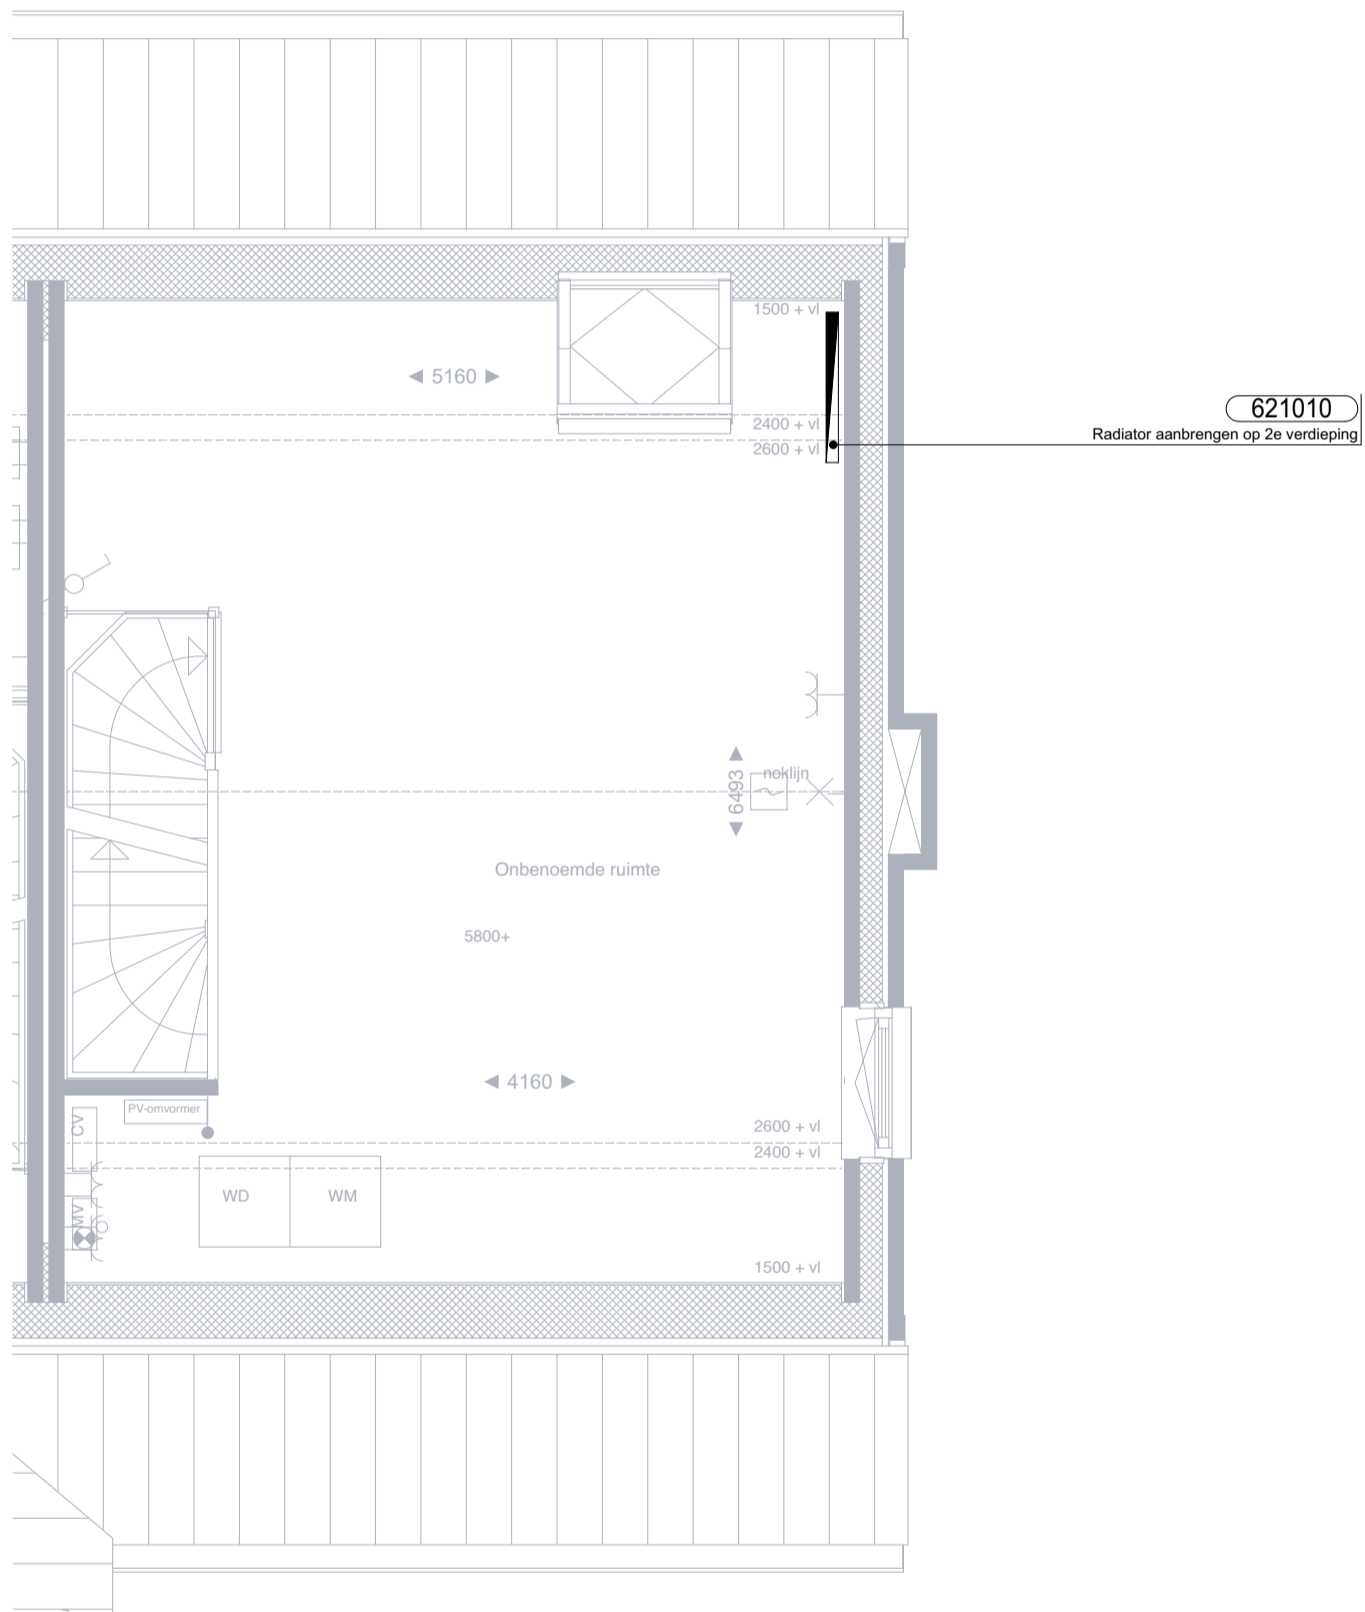 1500 + vl
◄ 5160 ►
621010
2400 + vl
Radiator aanbrengen op 2e verdieping
2600 + vl
noklijn
◄ 6493 ►
Onbenoemde ruimte
5800+
◄ 4160 ►
PV-omvormer
CV
2600 + vl
2400 + vl
WD
WM
MV
1500 + vl